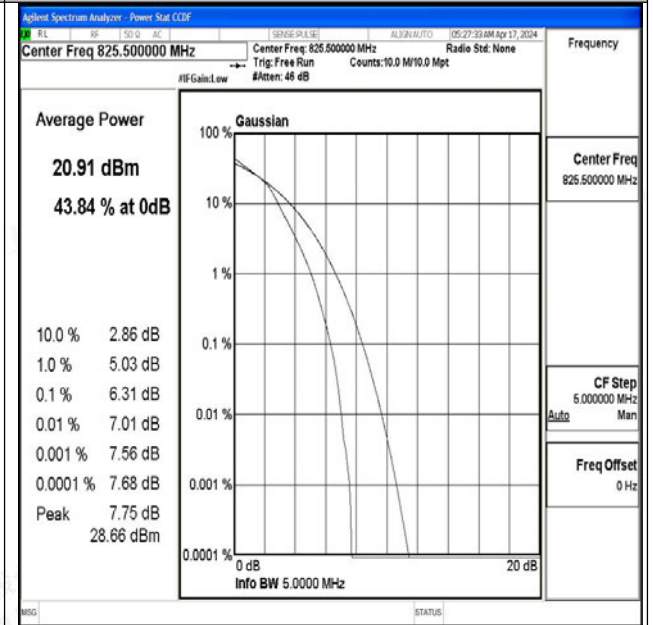 Agilent Spectrum Analyzer - Power Stat CCDF
RL RF 50 Ω AC SENSE:PULSE ALIGN AUTO 05:27:33 AM Apr 17, 2024
Center Freq 825.500000 MHz
Center Freq: 825.500000 MHz Radio Std: None
Trig: Free Run Counts:10.0 M/10.0 Mpt
#IFGain:Low #Atten: 46 dB
Frequency
Average Power
20.91 dBm
43.84 % at 0dB
10.0 % 2.86 dB
1.0 % 5.03 dB
0.1 % 6.31 dB
0.01 % 7.01 dB
0.001 % 7.56 dB
0.0001 % 7.68 dB
Peak 7.75 dB
28.66 dBm
Gaussian
100 %
10 %
1 %
0.1 %
0.01 %
0.001 %
0.0001 %
0 dB 20 dB
Info BW 5.0000 MHz
Center Freq
825.500000 MHz
CF Step
5.000000 MHz
Auto Man
Freq Offset
0 Hz
MSG STATUS